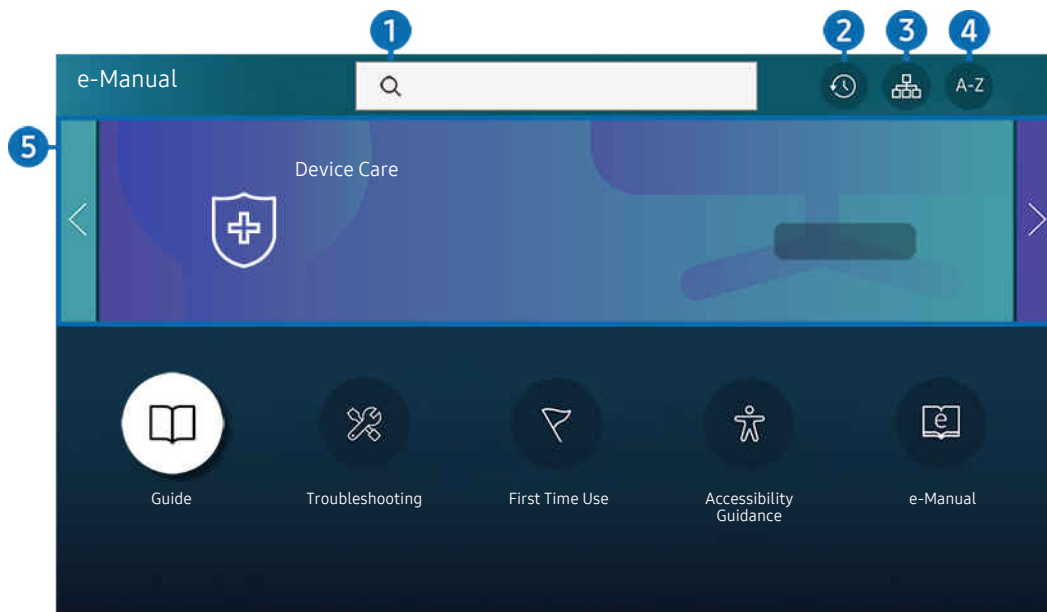 1
2
3
4
e-Manual
A-Z
5
Device Care
e
Guide
Troubleshooting
First Time Use
Accessibility
Guidance
e-Manual